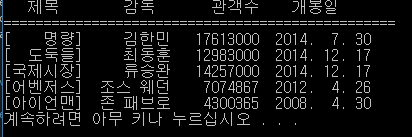 제목 감독 관객수 개봉일
==================================================
[ 명량] 김한민 17613000 2014. 7. 30
[ 도둑들] 최동훈 12983000 2014. 12. 17
[국제시장] 류승완 14257000 2014. 12. 17
[어벤저스] 조스 웨던 7074867 2012. 4. 26
[아이언맨] 존 패브로 4300365 2008. 4. 30
계속하려면 아무 키나 누르십시오 . . .